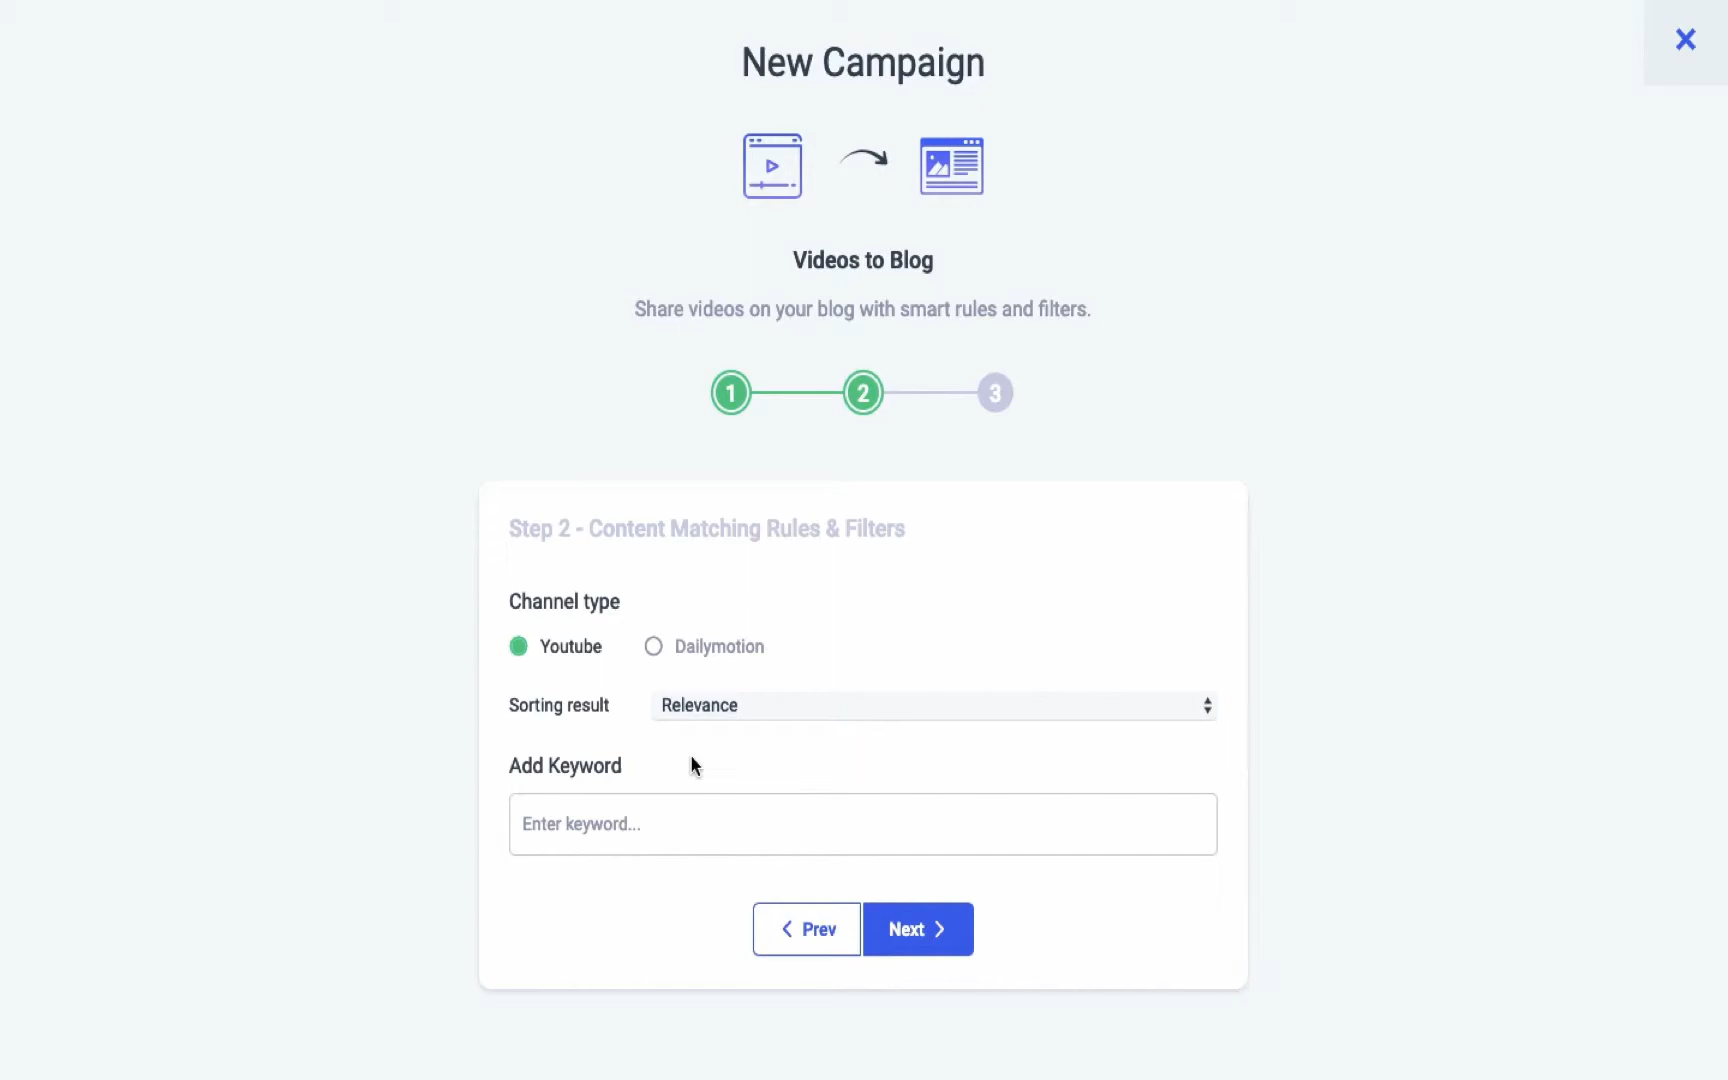 New Campaign
Videos to Blog
Share videos on your blog with smart rules and filters.
1 2 3
Step 2 - Content Matching Rules & Filters
Channel type
Youtube Dailymotion
Sorting result Relevance
Add Keyword
Enter keyword...
Prev Next